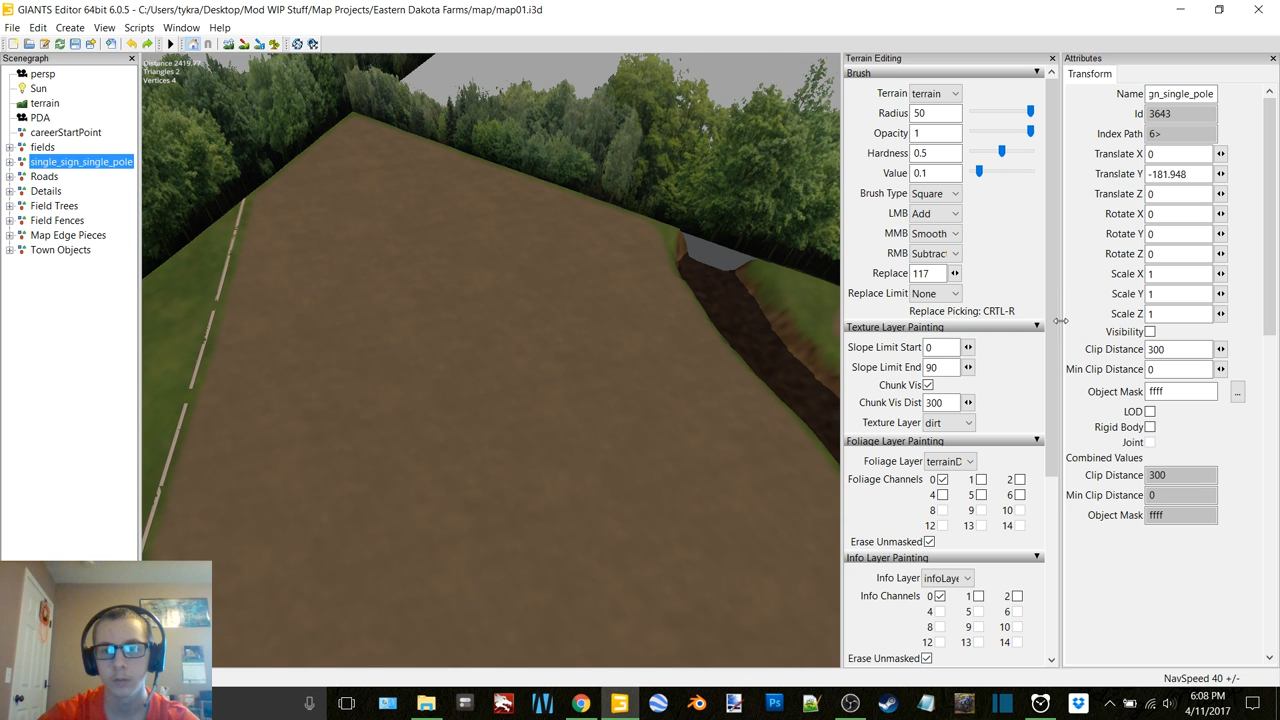 GIANTS Editor 64bit 6.0.5 - C:/Users/tykra/Desktop/Mod WIP Stuff/Map Projects/Eastern Dakota Farms/map/map01.i3d
File Edit Create View Scripts Window Help
Scenegraph
persp
Sun
terrain
PDA
careerStartPoint
fields
single_sign_single_pole
Roads
Details
Field Trees
Field Fences
Map Edge Pieces
Town Objects
Distance 2419.77
Triangles 2
Vertices 4
Terrain Editing
Brush
Terrain terrain
Radius 50
Opacity 1
Hardness 0.5
Value 0.1
Brush Type Square
LMB Add
MMB Smooth
RMB Subtract
Replace 117
Replace Limit None
Replace Picking: CRTL-R
Texture Layer Painting
Slope Limit Start 0
Slope Limit End 90
Chunk Vis
Chunk Vis Dist 300
Texture Layer dirt
Foliage Layer Painting
Foliage Layer terrainD
Foliage Channels 0 1 2
4 5 6
8 9 10
12 13 14
Erase Unmasked
Info Layer Painting
Info Layer infoLaye
Info Channels 0 1 2
4 5 6
8 9 10
12 13 14
Erase Unmasked
Attributes
Transform
Name gn_single_pole
Id 3643
Index Path 6>
Translate X 0
Translate Y -181.948
Translate Z 0
Rotate X 0
Rotate Y 0
Rotate Z 0
Scale X 1
Scale Y 1
Scale Z 1
Visibility
Clip Distance 300
Min Clip Distance 0
Object Mask ffff ...
LOD
Rigid Body
Joint
Combined Values
Clip Distance 300
Min Clip Distance 0
Object Mask ffff
NavSpeed 40 +/-
6:08 PM
4/11/2017